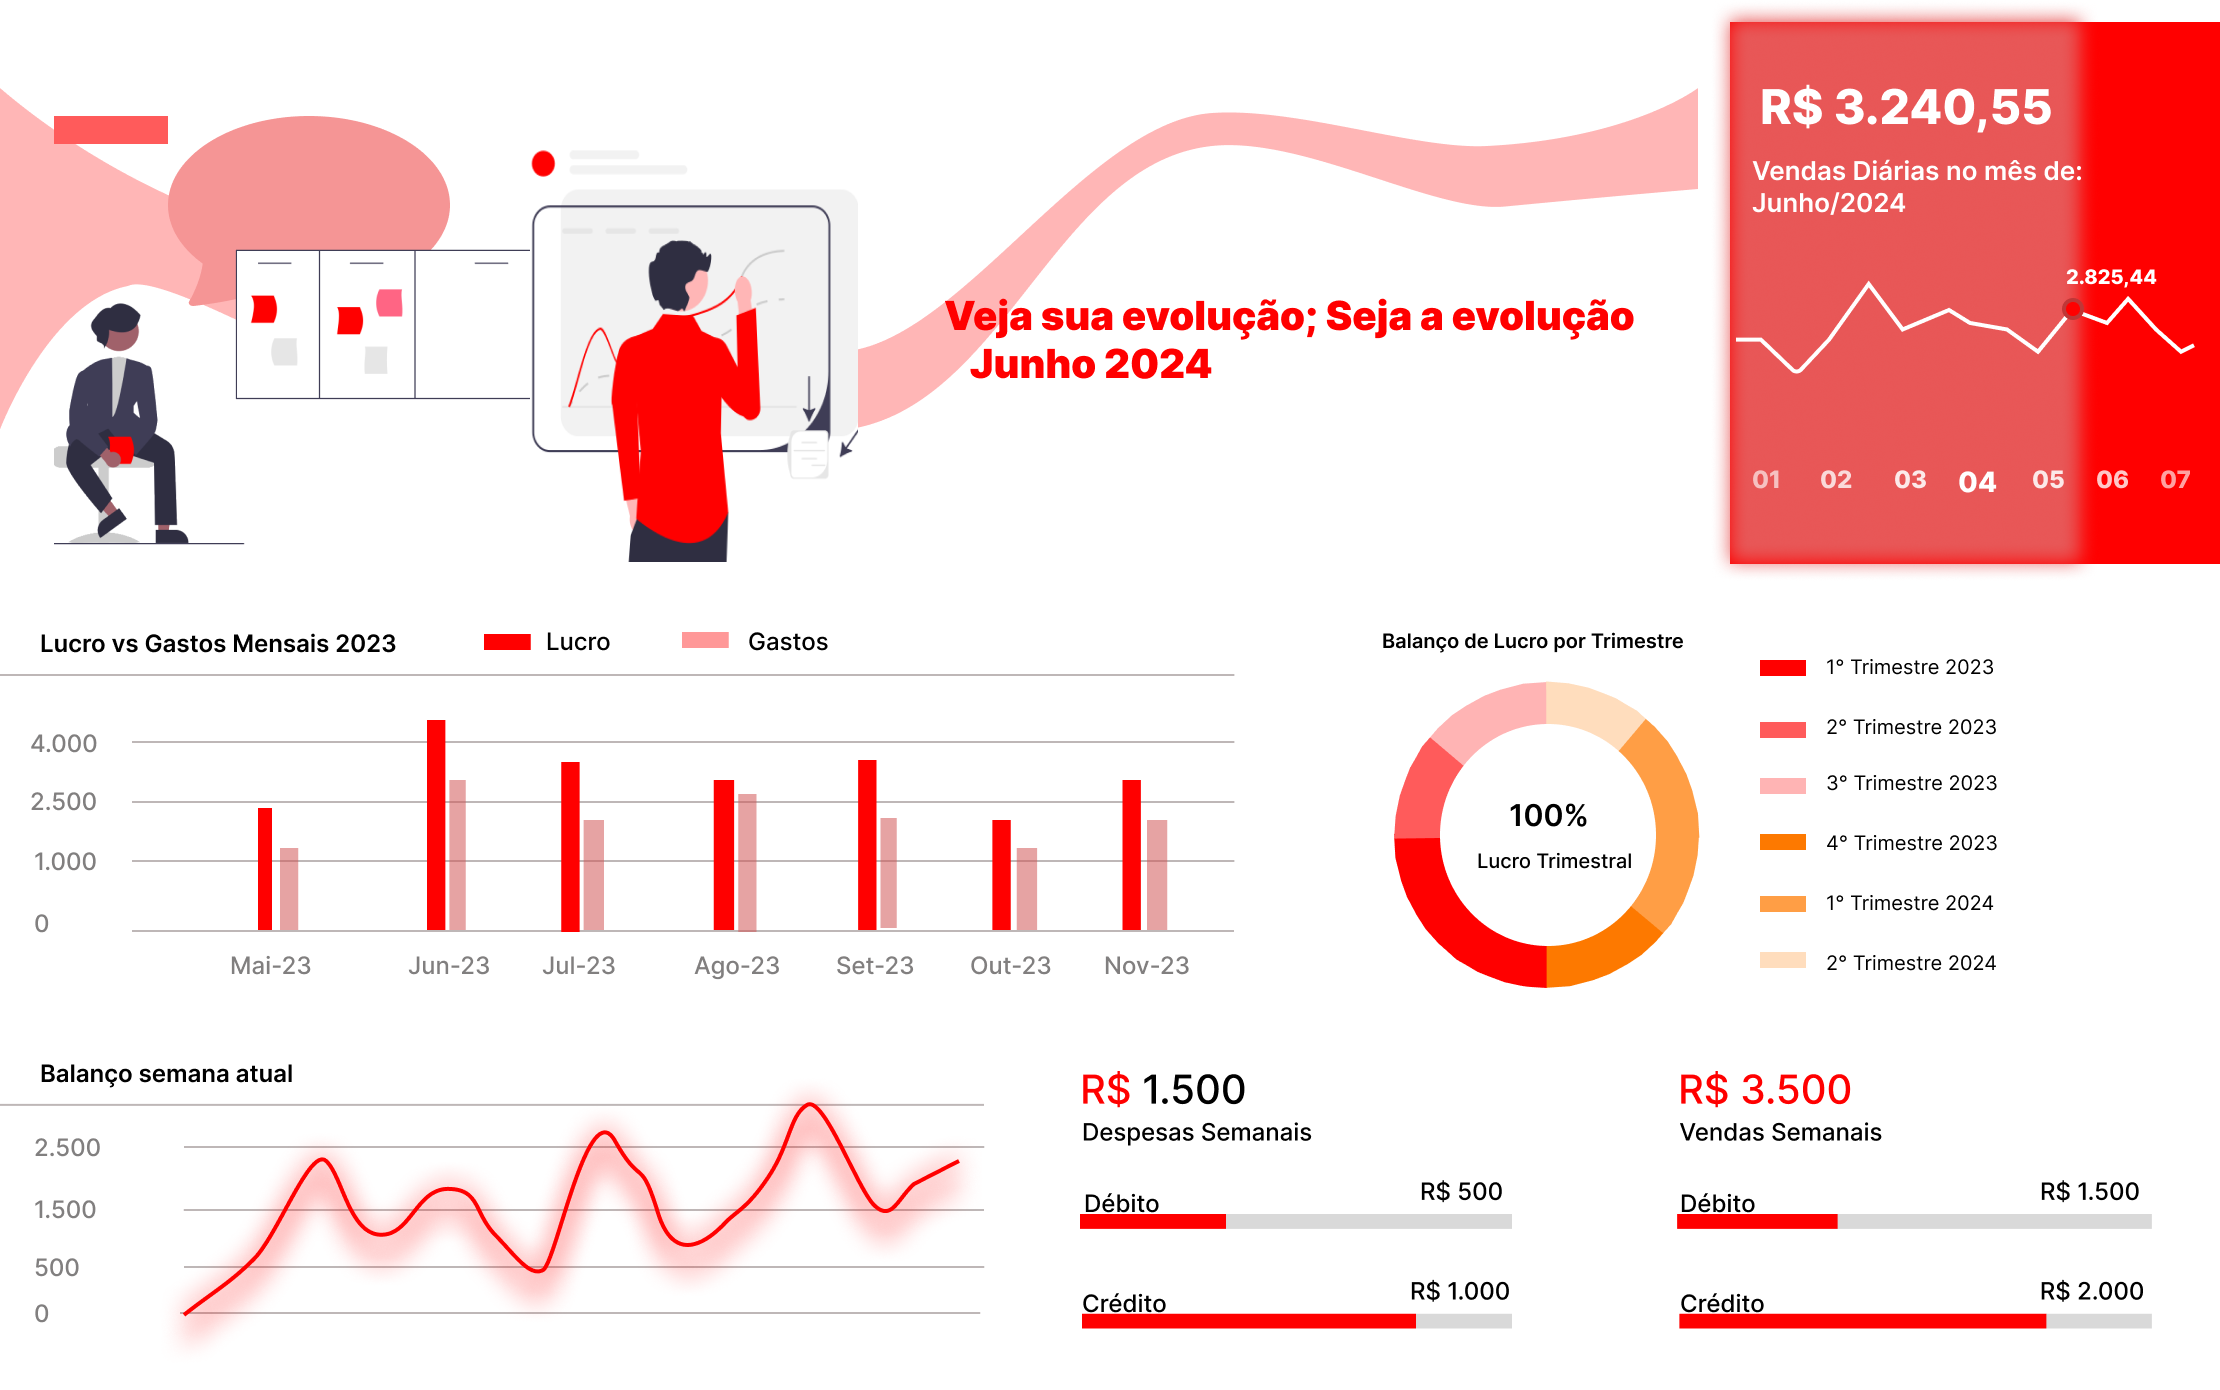 R$ 3.240,55
Vendas Diárias no mês de:
Junho/2024
2.825,44
01 02 03 04 05 06 07
Veja sua evolução; Seja a evolução
Junho 2024
Lucro vs Gastos Mensais 2023
Lucro
Gastos
4.000
2.500
1.000
0
Mai-23 Jun-23 Jul-23 Ago-23 Set-23 Out-23 Nov-23
Balanço de Lucro por Trimestre
100%
Lucro Trimestral
1° Trimestre 2023
2° Trimestre 2023
3° Trimestre 2023
4° Trimestre 2023
1° Trimestre 2024
2° Trimestre 2024
Balanço semana atual
2.500
1.500
500
0
R$ 1.500
Despesas Semanais
Débito R$ 500
Crédito R$ 1.000
R$ 3.500
Vendas Semanais
Débito R$ 1.500
Crédito R$ 2.000